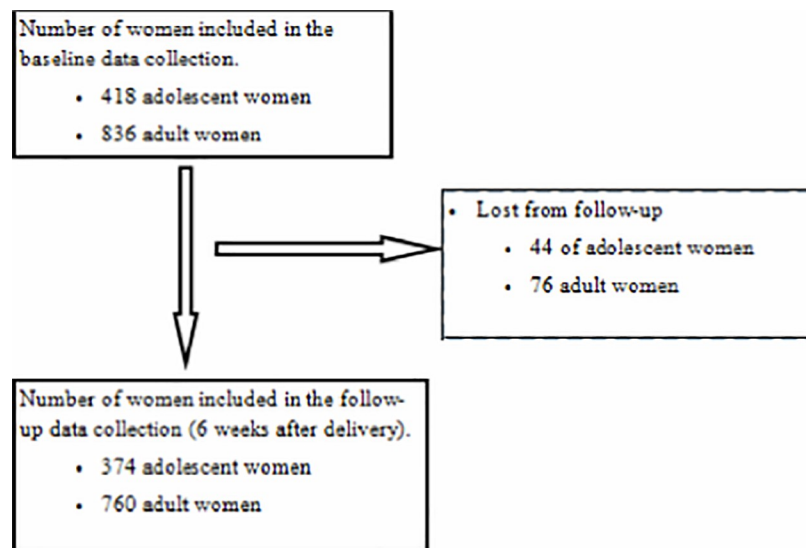 Number of women included in the
baseline data collection.
• 418 adolescent women
• 836 adult women
• Lost from follow-up
• 44 of adolescent women
• 76 adult women
Number of women included in the follow-
up data collection (6 weeks after delivery).
• 374 adolescent women
• 760 adult women